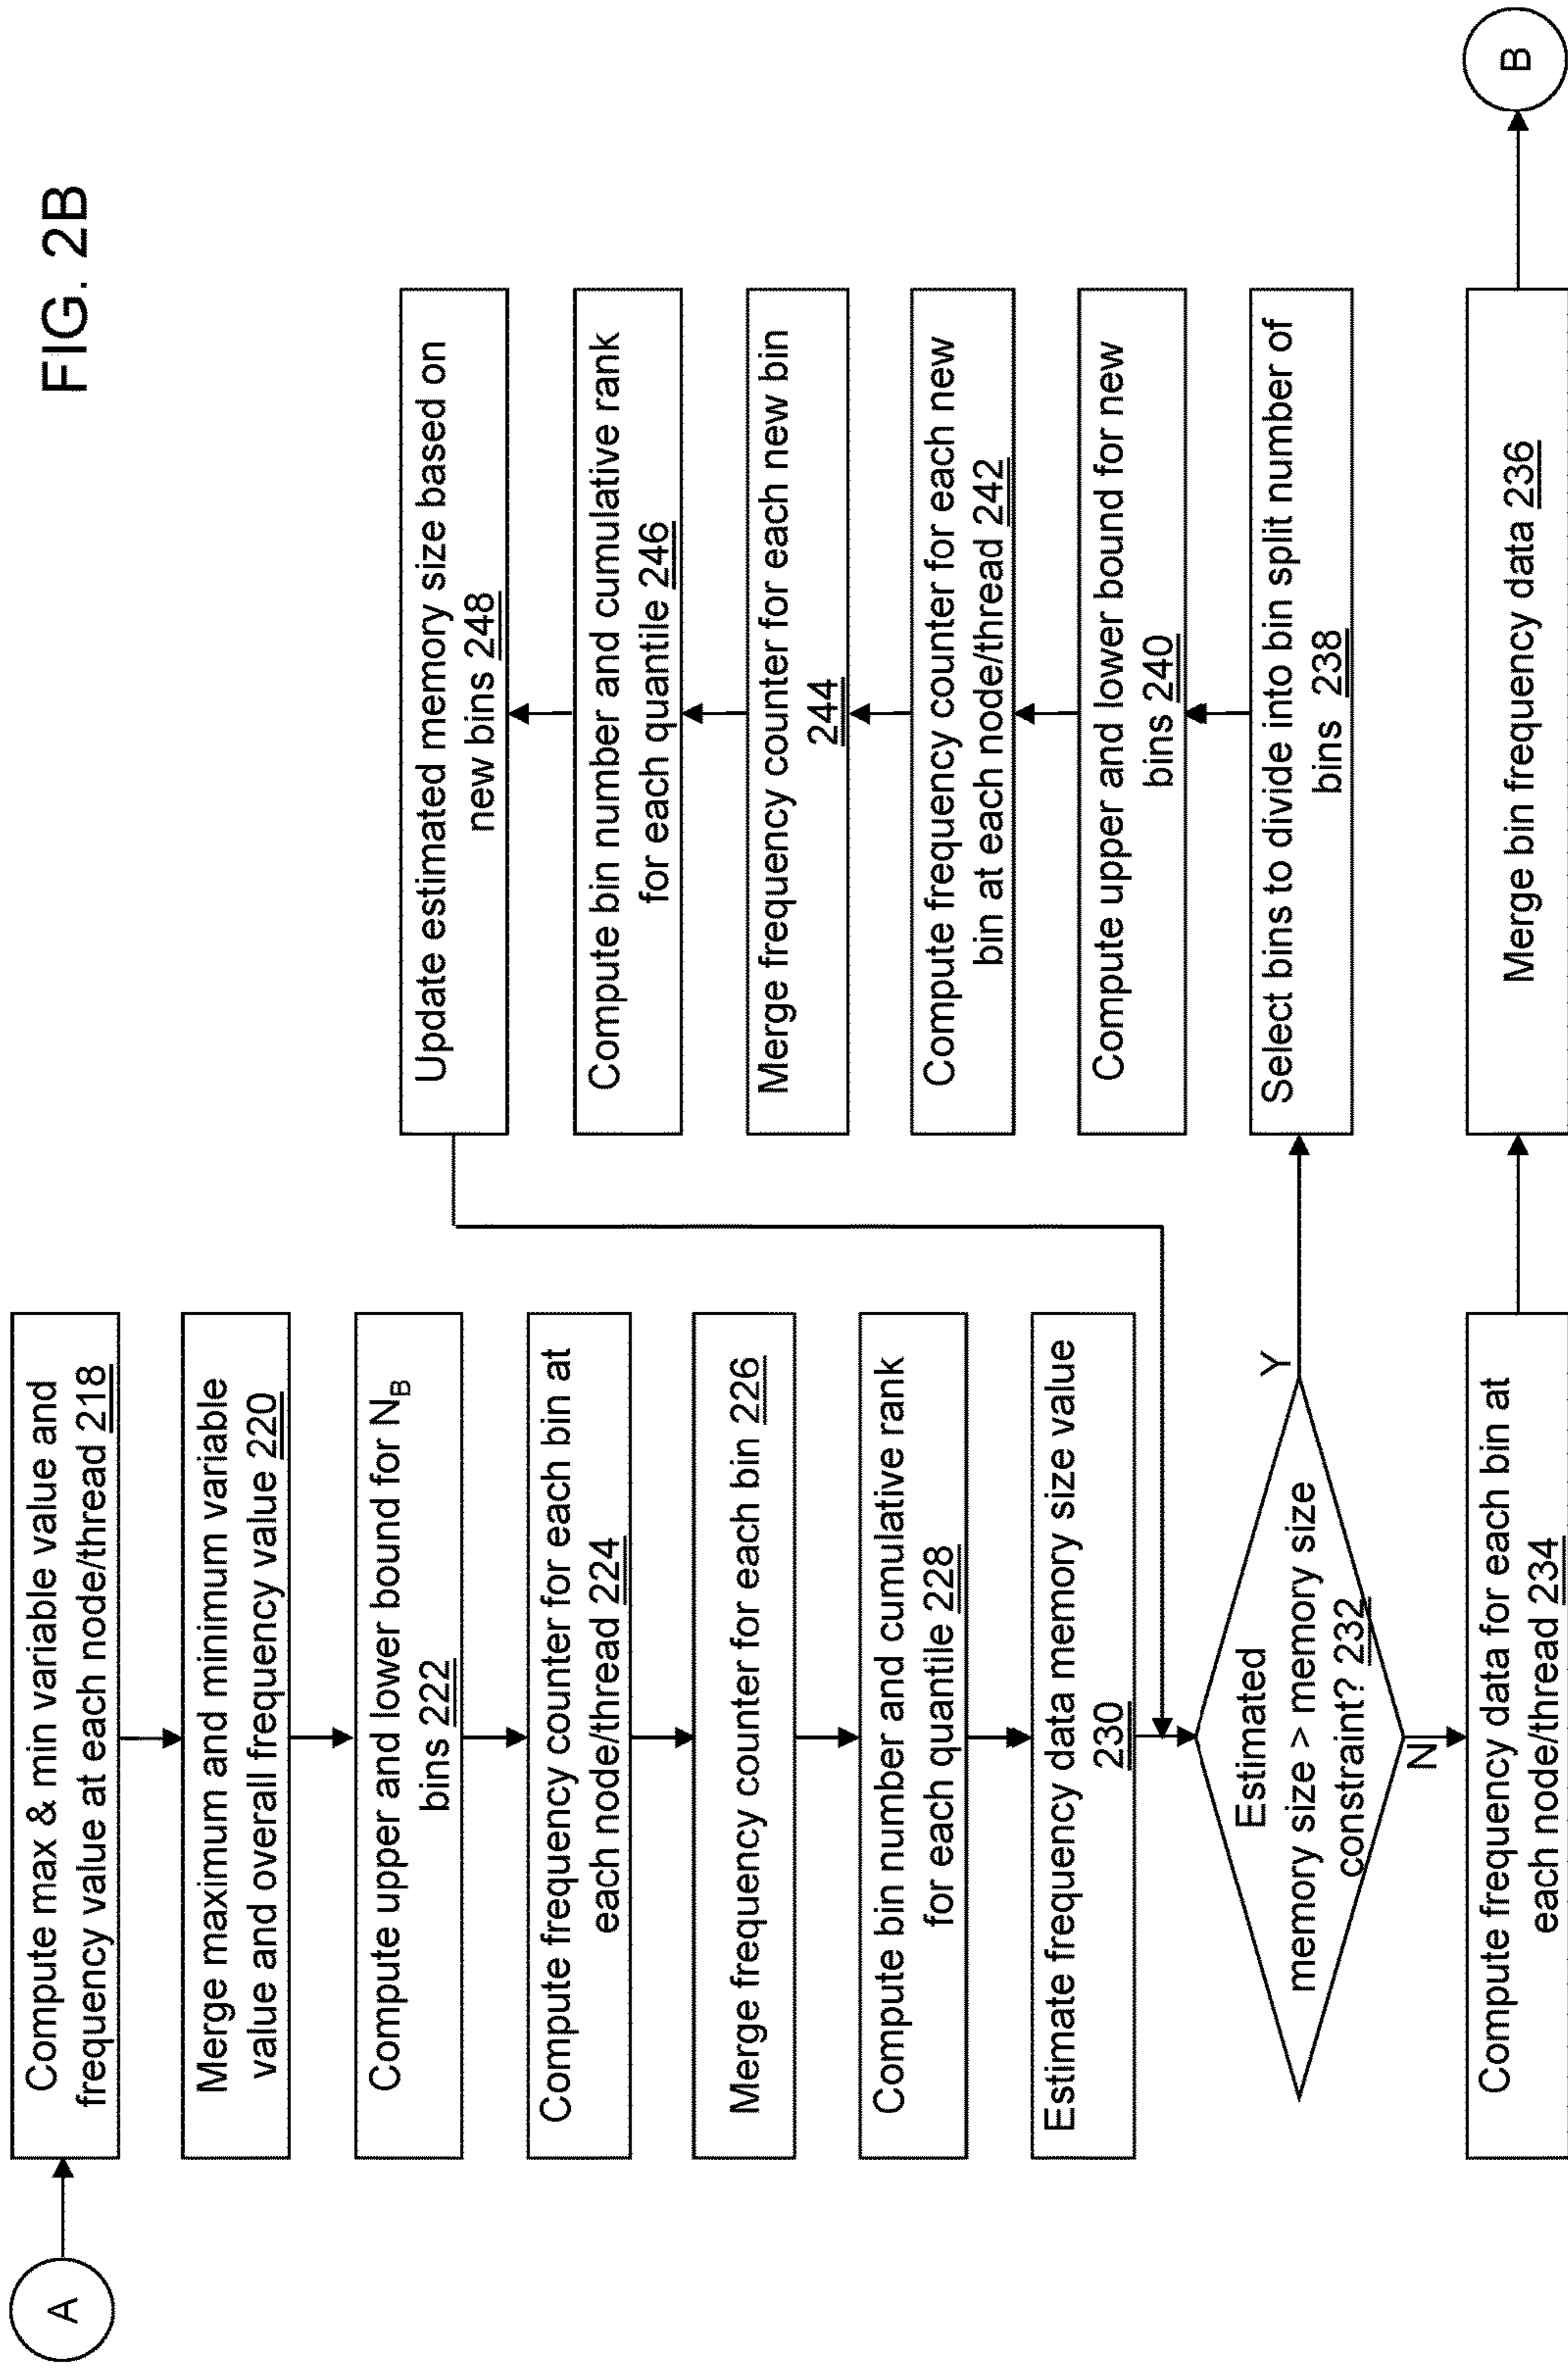 FIG. 2B
A
Compute max & min variable value and
frequency value at each node/thread 218
Merge maximum and minimum variable
value and overall frequency value 220
Compute upper and lower bound for NB
bins 222
Compute frequency counter for each bin at
each node/thread 224
Merge frequency counter for each bin 226
Compute bin number and cumulative rank
for each quantile 228
Estimate frequency data memory size value
230
Estimated
memory size > memory size
constraint? 232
Y
N
Compute frequency data for each bin at
each node/thread 234
Merge bin frequency data 236
B
Select bins to divide into bin split number of
bins 238
Compute upper and lower bound for new
bins 240
Compute frequency counter for each new
bin at each node/thread 242
Merge frequency counter for each new bin
244
Compute bin number and cumulative rank
for each quantile 246
Update estimated memory size based on
new bins 248